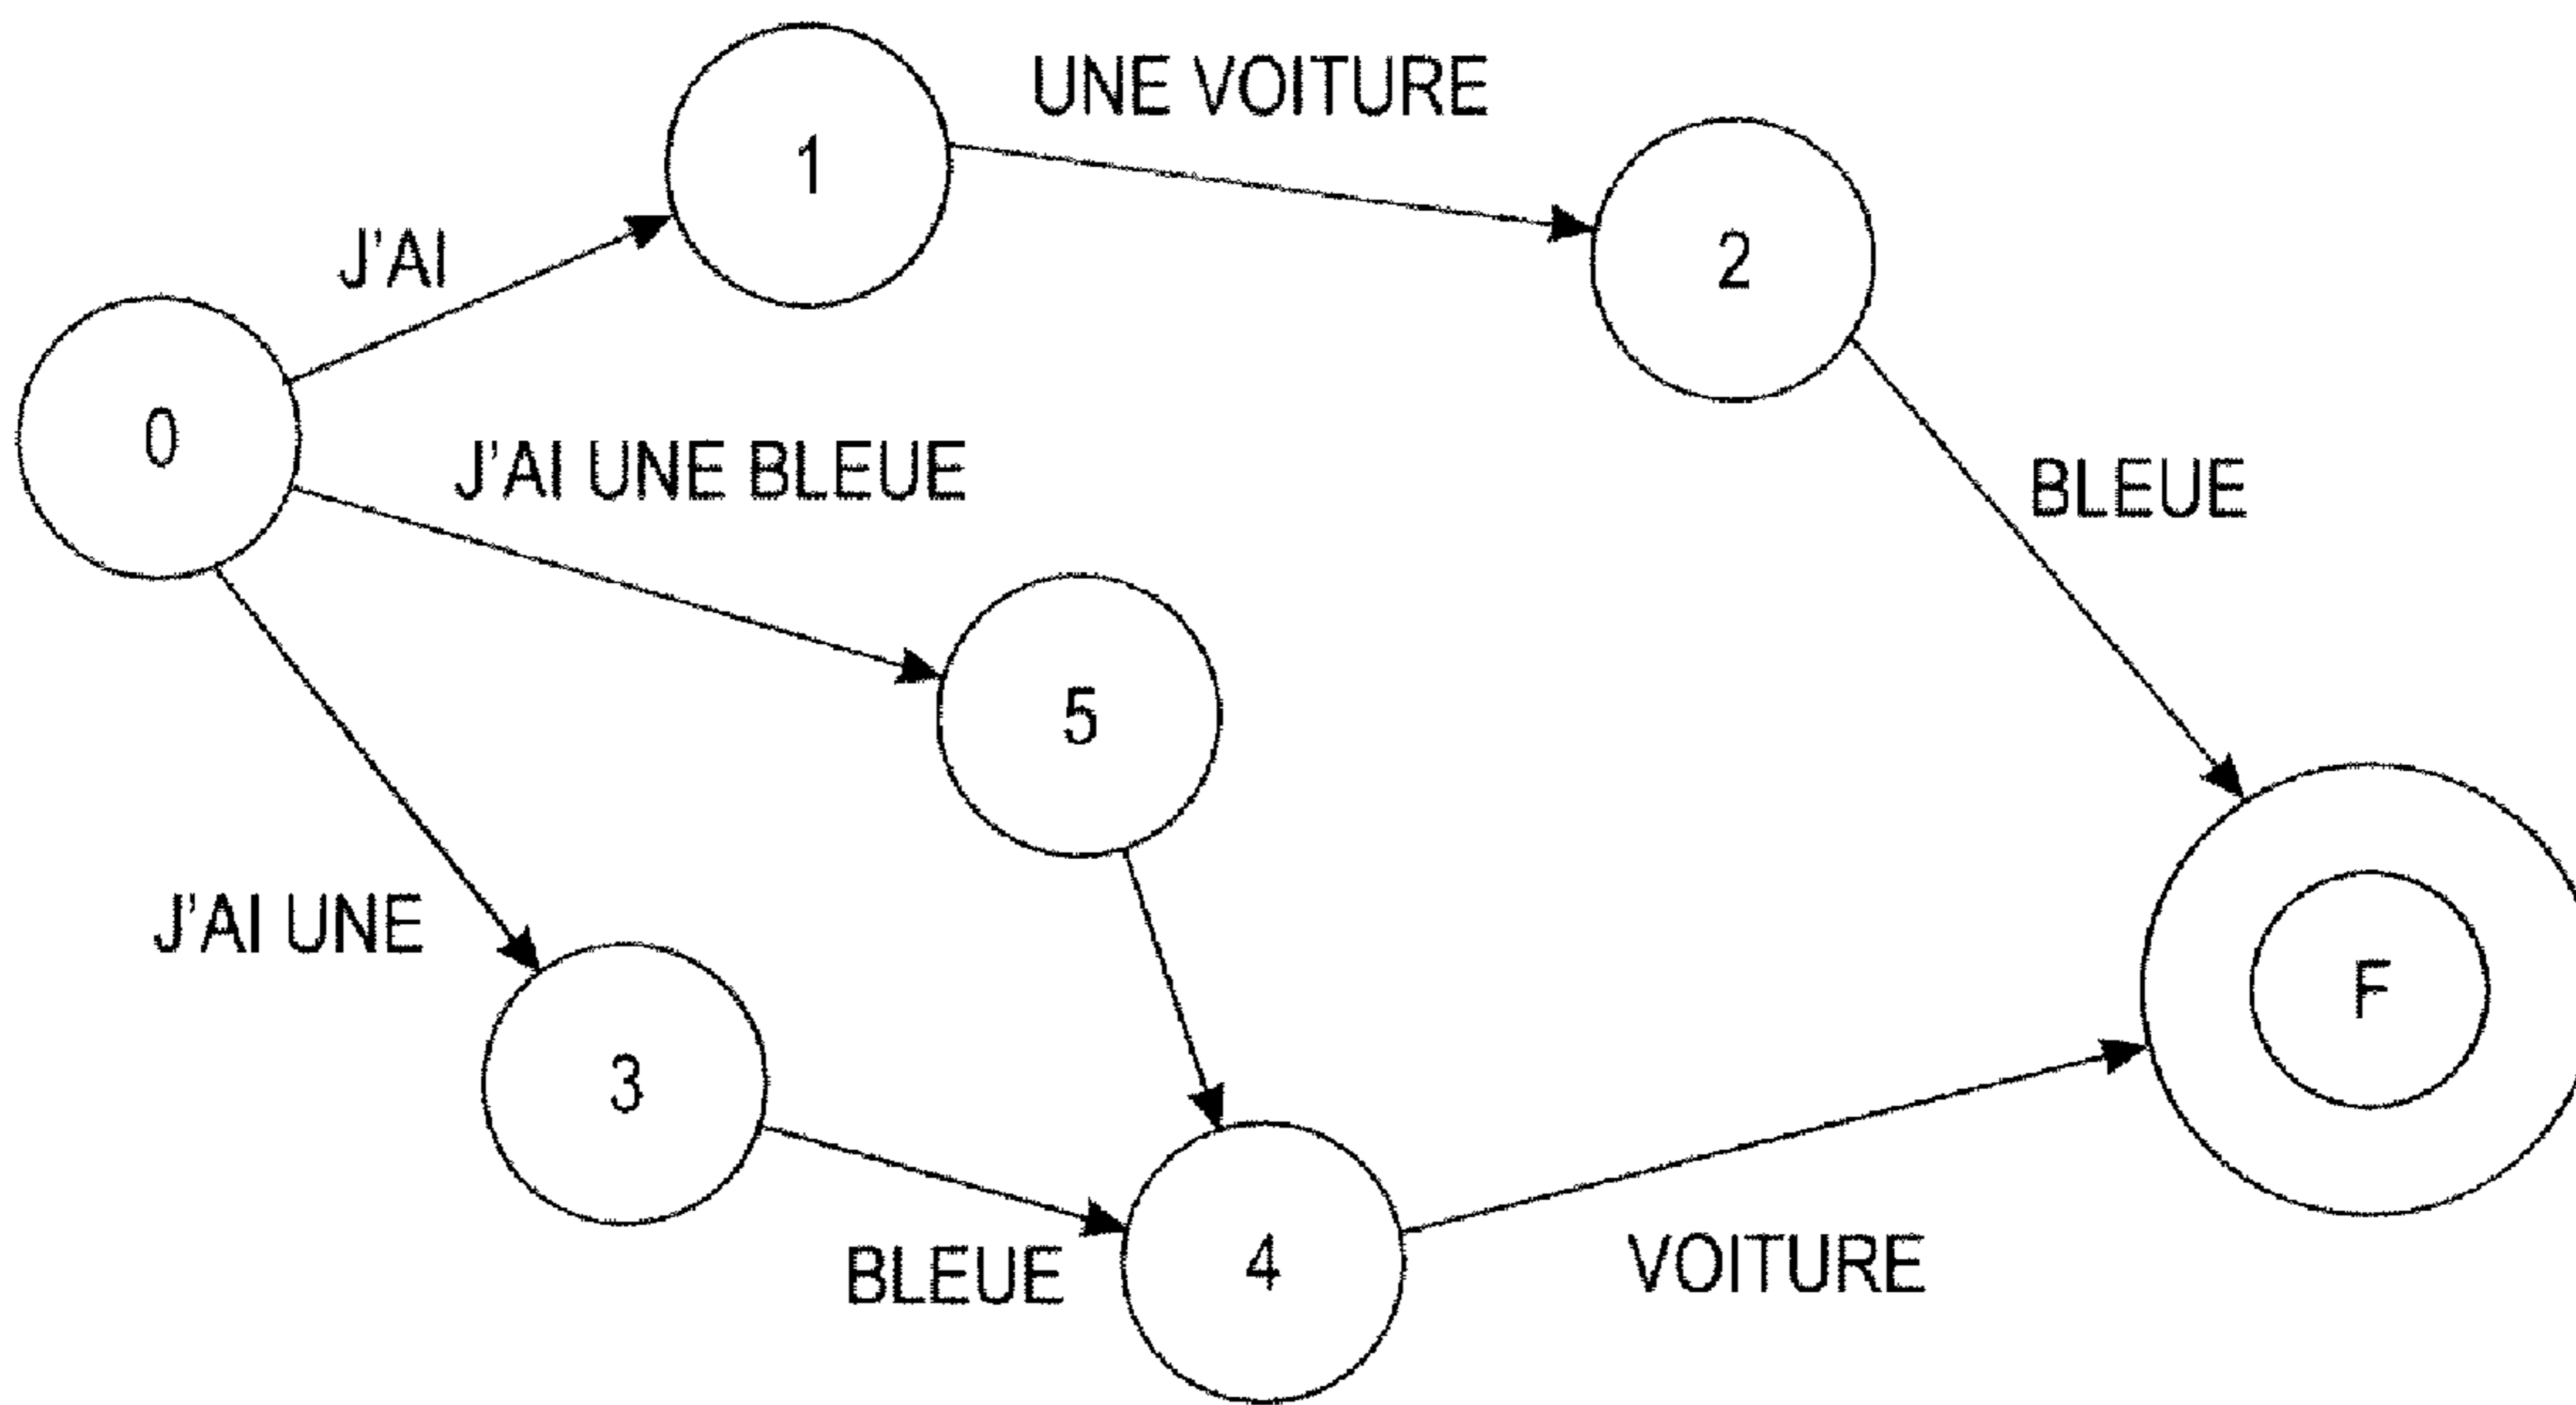 UNE VOITURE
1
J'AI
2
0
J'AI UNE BLEUE
BLEUE
5
J'AI UNE
F
3
BLEUE
4
VOITURE